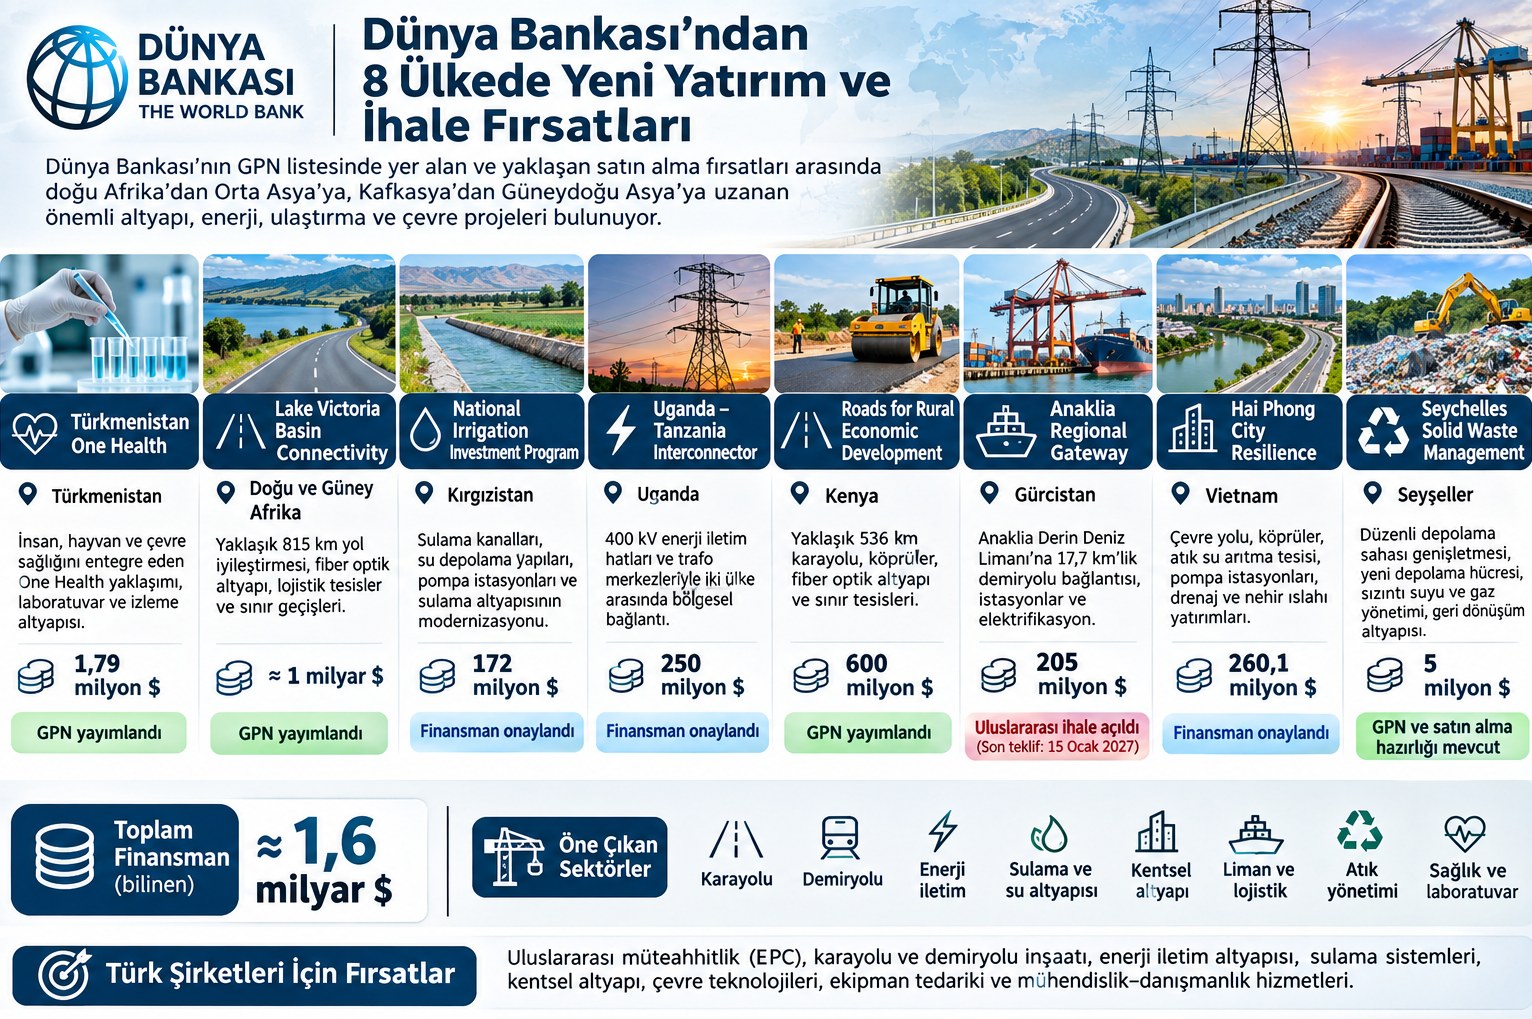 DÜNYA
BANKASI
THE WORLD BANK
Dünya Bankası'ndan
8 Ülkede Yeni Yatırım ve
İhale Fırsatları
Dünya Bankası'nın GPN listesinde yer alan ve yaklaşan satın alma fırsatları arasında
doğu Afrika'dan Orta Asya'ya, Kafkasya'dan Güneydoğu Asya'ya uzanan
önemli altyapı, enerji, ulaştırma ve çevre projeleri bulunuyor.
Türkmenistan
One Health
Türkmenistan
İnsan, hayvan ve çevre
sağlığını entegre eden
One Health yaklaşımı,
laboratuvar ve izleme
altyapısı.
1,79
milyon $
GPN yayımlandı
Lake Victoria
Basin
Connectivity
Doğu ve Güney
Afrika
Yaklaşık 815 km yol
iyileştirmesi, fiber optik
altyapı, lojistik tesisler
ve sınır geçişleri.
≈ 1 milyar $
GPN yayımlandı
National
Irrigation
Investment Program
Kırgızistan
Sulama kanalları,
su depolama yapıları,
pompa istasyonları ve
sulama altyapısının
modernizasyonu.
172
milyon $
Finansman onaylandı
Uganda –
Tanzania
Interconnector
Uganda
400 kV enerji iletim
hatları ve trafo
merkezleriyle iki ülke
arasında bölgesel
bağlantı.
250
milyon $
Finansman onaylandı
Roads for Rural
Economic
Development
Kenya
Yaklaşık 536 km
karayolu, köprüler,
fiber optik altyapı
ve sınır tesisleri.
600
milyon $
GPN yayımlandı
Anaklia
Regional
Gateway
Gürcistan
Anaklia Derin Deniz
Limanı'na 17,7 km'lik
demiryolu bağlantısı,
istasyonlar ve
elektrifikasyon.
205
milyon $
Uluslararası ihale açıldı
(Son teklif: 15 Ocak 2027)
Hai Phong
City
Resilience
Vietnam
Çevre yolu, köprüler,
atık su arıtma tesisi,
pompa istasyonları,
drenaj ve nehir ıslahı
yatırımları.
260,1
milyon $
Finansman onaylandı
Seychelles
Solid Waste
Management
Seyşeller
Düzenli depolama
sahası genişletmesi,
yeni depolama hücresi,
sızıntı suyu ve gaz
yönetimi, geri dönüşüm
altyapısı.
5
milyon $
GPN ve satın alma
hazırlığı mevcut
Toplam
Finansman
(bilinen)
≈ 1,6
milyar $
Öne Çıkan
Sektörler
Karayolu
Demiryolu
Enerji
iletim
Sulama ve
su altyapısı
Kentsel
altyapı
Liman ve
lojistik
Atık
yönetimi
Sağlık ve
laboratuvar
Türk Şirketleri İçin Fırsatlar
Uluslararası müteahhitlik (EPC), karayolu ve demiryolu inşaatı, enerji iletim altyapısı, sulama sistemleri,
kentsel altyapı, çevre teknolojileri, ekipman tedariki ve mühendislik–danışmanlık hizmetleri.